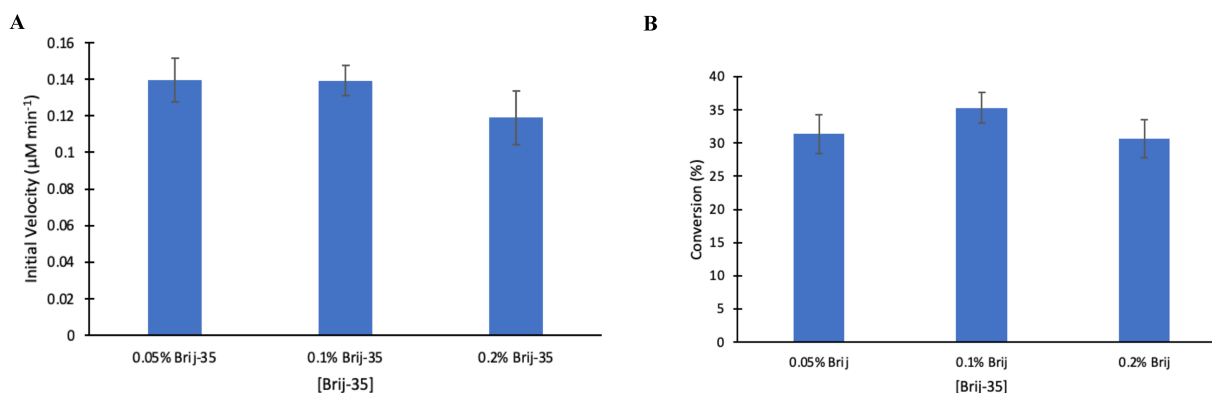 A
Initial Velocity (µM min⁻¹)
0.16
0.14
0.12
0.1
0.08
0.06
0.04
0.02
0
0.05% Brij-35 0.1% Brij-35 0.2% Brij-35
[Brij-35]
B
Conversion (%)
40
35
30
25
20
15
10
5
0
0.05% Brij 0.1% Brij 0.2% Brij
[Brij-35]